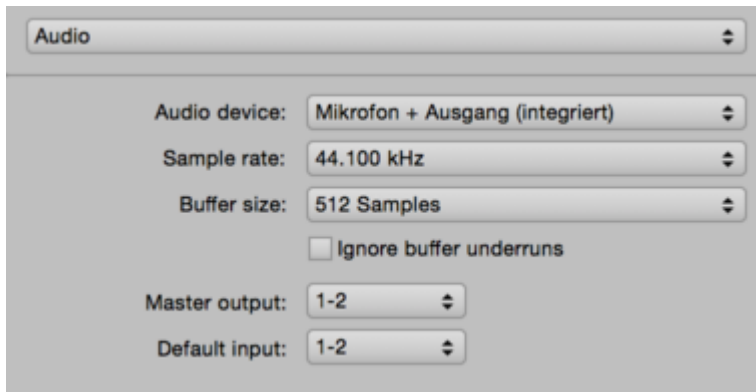 Audio
Audio device: Mikrofon + Ausgang (integriert)
Sample rate: 44.100 kHz
Buffer size: 512 Samples
Ignore buffer underruns
Master output: 1-2
Default input: 1-2